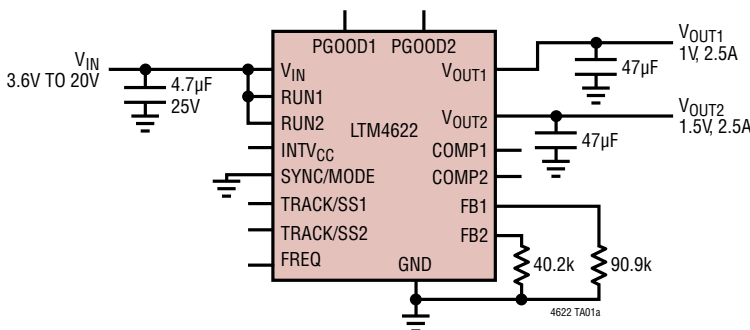 PGOOD1 PGOOD2
VIN
3.6V TO 20V
4.7µF
25V
VIN
RUN1
RUN2
INTVCC
SYNC/MODE
TRACK/SS1
TRACK/SS2
FREQ
LTM4622
GND
VOUT1
VOUT2
COMP1
COMP2
FB1
FB2
47µF
VOUT1
1V, 2.5A
47µF
VOUT2
1.5V, 2.5A
40.2k
90.9k
4622 TA01a